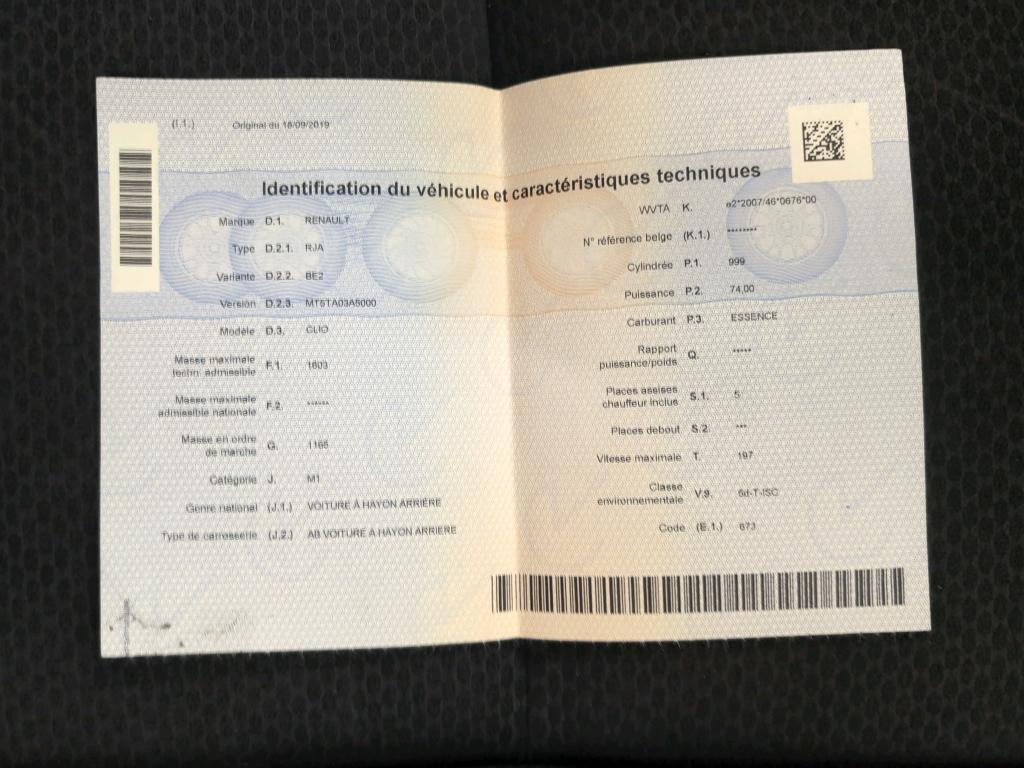 (I.1.) Original du 18/09/2019
Identification du véhicule et caractéristiques techniques
Marque D.1. RENAULT
Type D.2.1. RJA
Variante D.2.2. BE2
Version D.2.3. MT5TA03A5000
Modèle D.3. CLIO
Masse maximale
techn. admissible F.1. 1603
Masse maximale
admissible nationale F.2. ******
Masse en ordre
de marche G. 1165
Catégorie J. M1
Genre national (J.1.) VOITURE À HAYON ARRIÈRE
Type de carrosserie (J.2.) AB VOITURE A HAYON ARRIERE
WVTA K. e2*2007/46*0676*00
N° référence belge (K.1.) ********
Cylindrée P.1. 999
Puissance P.2. 74,00
Carburant P.3. ESSENCE
Rapport
puissance/poids Q. *****
Places assises
chauffeur inclus S.1. 5
Places debout S.2. ***
Vitesse maximale T. 197
Classe
environnementale V.9. 6d-T-ISC
Code (E.1.) 673